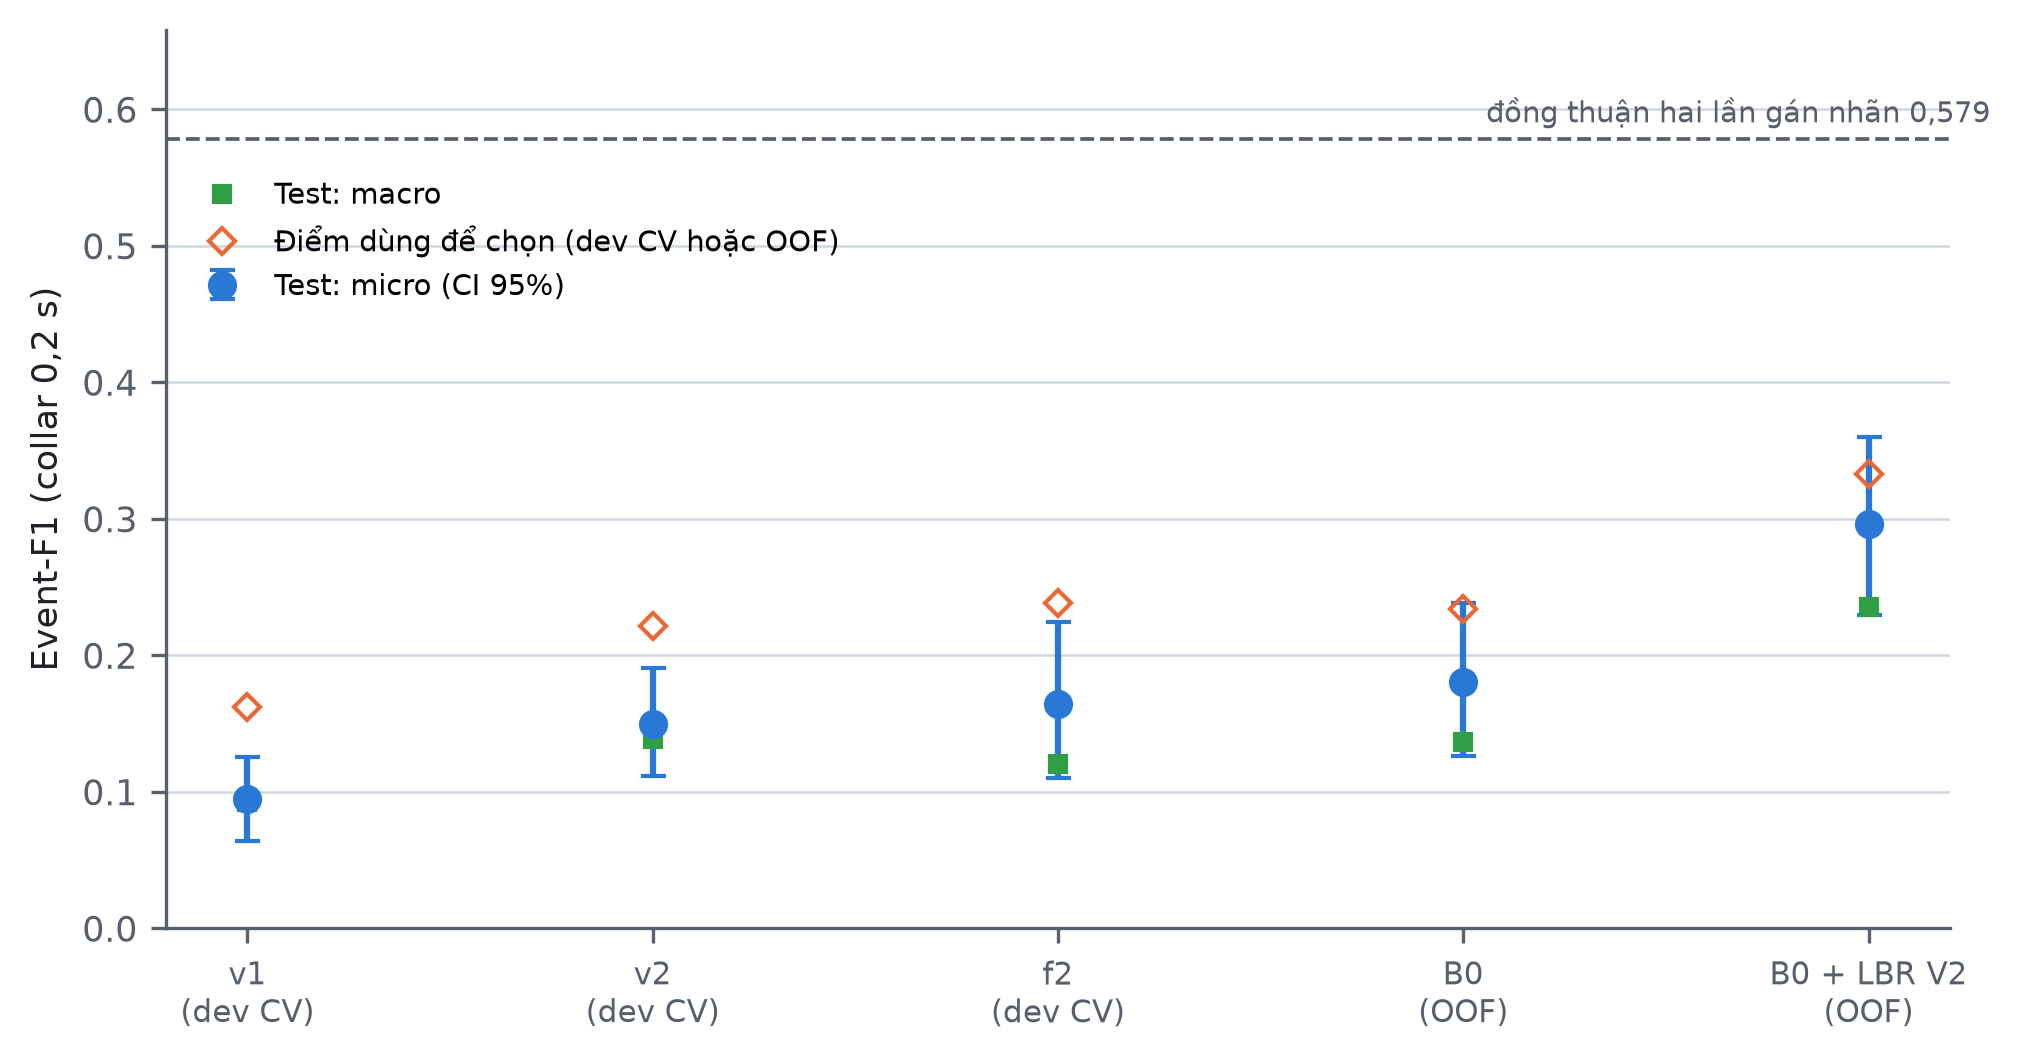 Event-F1 (collar 0,2 s)
0.6
0.5
0.4
0.3
0.2
0.1
0.0
đồng thuận hai lần gán nhãn 0,579
Test: macro
Điểm dùng để chọn (dev CV hoặc OOF)
Test: micro (CI 95%)
v1
(dev CV)
v2
(dev CV)
f2
(dev CV)
B0
(OOF)
B0 + LBR V2
(OOF)